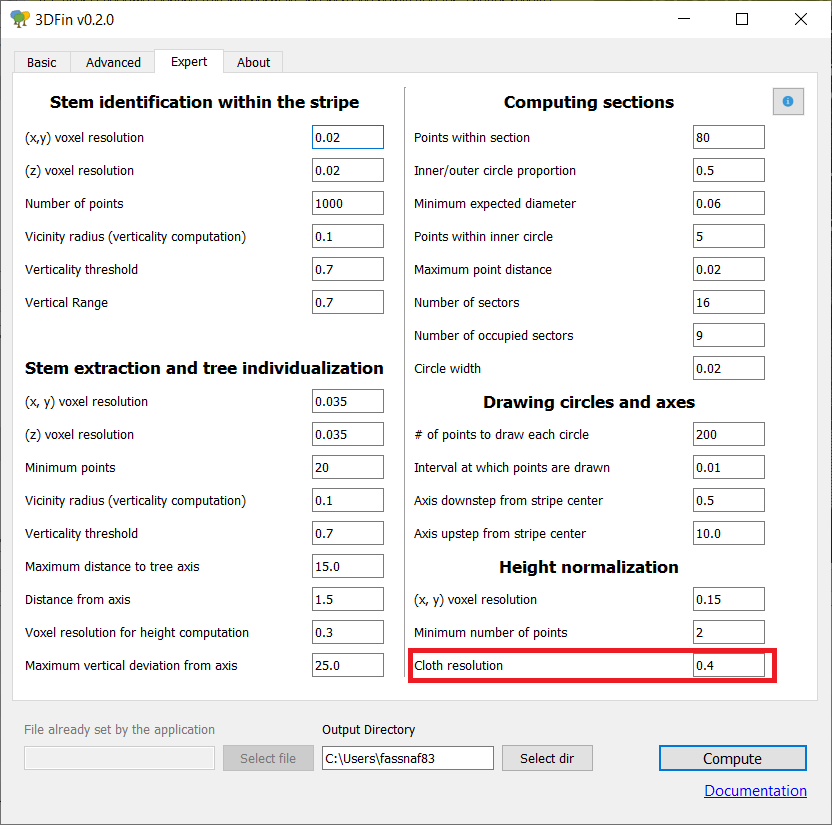 3DFin v0.2.0
Basic Advanced Expert About
Stem identification within the stripe
(x,y) voxel resolution 0.02
(z) voxel resolution 0.02
Number of points 1000
Vicinity radius (verticality computation) 0.1
Verticality threshold 0.7
Vertical Range 0.7
Stem extraction and tree individualization
(x, y) voxel resolution 0.035
(z) voxel resolution 0.035
Minimum points 20
Vicinity radius (verticality computation) 0.1
Verticality threshold 0.7
Maximum distance to tree axis 15.0
Distance from axis 1.5
Voxel resolution for height computation 0.3
Maximum vertical deviation from axis 25.0
Computing sections
Points within section 80
Inner/outer circle proportion 0.5
Minimum expected diameter 0.06
Points within inner circle 5
Maximum point distance 0.02
Number of sectors 16
Number of occupied sectors 9
Circle width 0.02
Drawing circles and axes
# of points to draw each circle 200
Interval at which points are drawn 0.01
Axis downstep from stripe center 0.5
Axis upstep from stripe center 10.0
Height normalization
(x, y) voxel resolution 0.15
Minimum number of points 2
Cloth resolution 0.4
File already set by the application Output Directory
Select file C:\Users\fassnaf83 Select dir Compute
Documentation